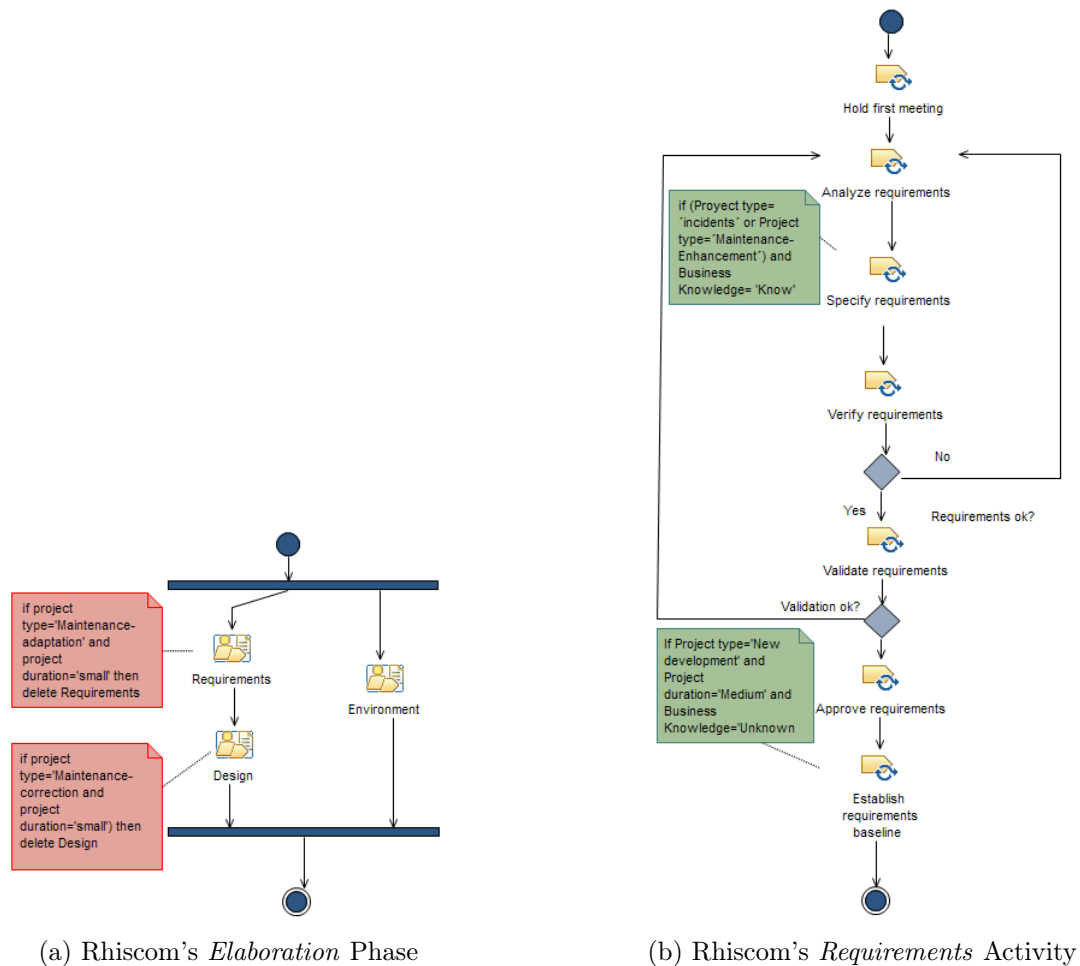 if project
type='Maintenance-
adaptation' and
project
duration='small' then
delete Requirements
Requirements
Environment
if project
type='Maintenance-
correction and
project
duration='small') then
delete Design
Design
(a) Rhiscom's Elaboration Phase
Hold first meeting
Analyze requirements
if (Proyect type=
´incidents´ or Project
type=´Maintenance-
Enhancement´) and
Business
Knowledge= 'Know'
Specify requirements
Verify requirements
No
Yes
Requirements ok?
Validate requirements
Validation ok?
If Project type='New
development' and
Project
duration='Medium' and
Business
Knowledge='Unknown
Approve requirements
Establish
requirements
baseline
(b) Rhiscom's Requirements Activity